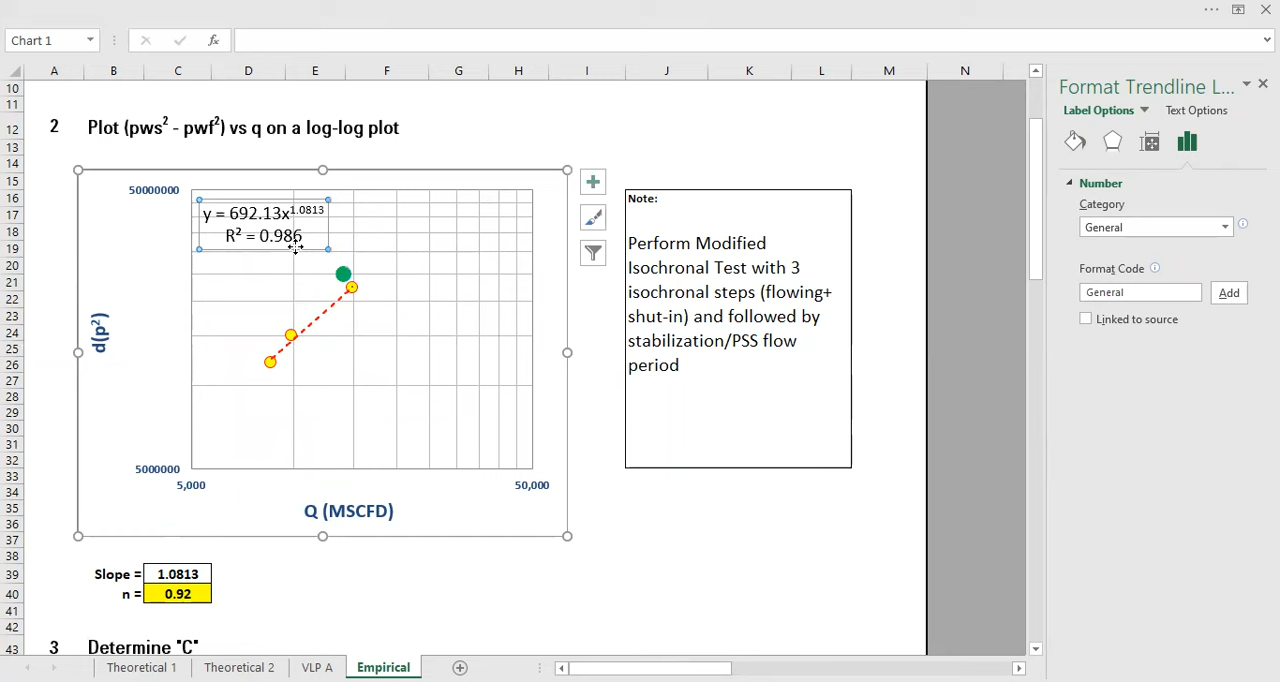 Chart 1
fx
Format Trendline L...
Label Options
Text Options
A B C D E F G H I J K L M N
10
11
12
13
14
15
16
17
18
19
20
21
22
23
24
25
26
27
28
29
30
31
32
33
34
35
36
37
38
39
40
41
42
43
2 Plot (pws² - pwf²) vs q on a log-log plot
50000000
y = 692.13x^1.0813
R² = 0.986
d(p²)
5000000
5,000
50,000
Q (MSCFD)
Note:
Perform Modified
Isochronal Test with 3
isochronal steps (flowing+
shut-in) and followed by
stabilization/PSS flow
period
Slope = 1.0813
n = 0.92
3 Determine "C"
Number
Category
General
Format Code
General
Add
Linked to source
Theoretical 1
Theoretical 2
VLP A
Empirical